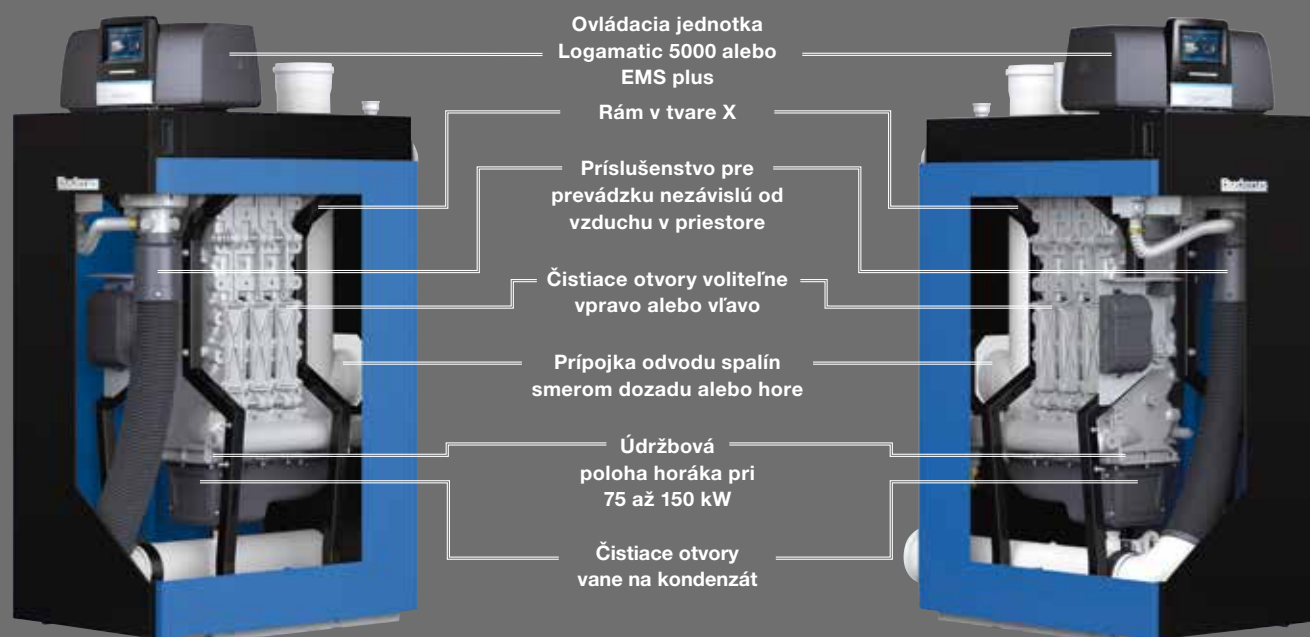 Ovládacia jednotka
Logamatic 5000 alebo
EMS plus
Rám v tvare X
Príslušenstvo pre
prevádzku nezávislú od
vzduchu v priestore
Čistiace otvory voliteľne
vpravo alebo vľavo
Prípojka odvodu spalín
smerom dozadu alebo hore
Údržbová
poloha horáka pri
75 až 150 kW
Čistiace otvory
vane na kondenzát
Buderus
Buderus